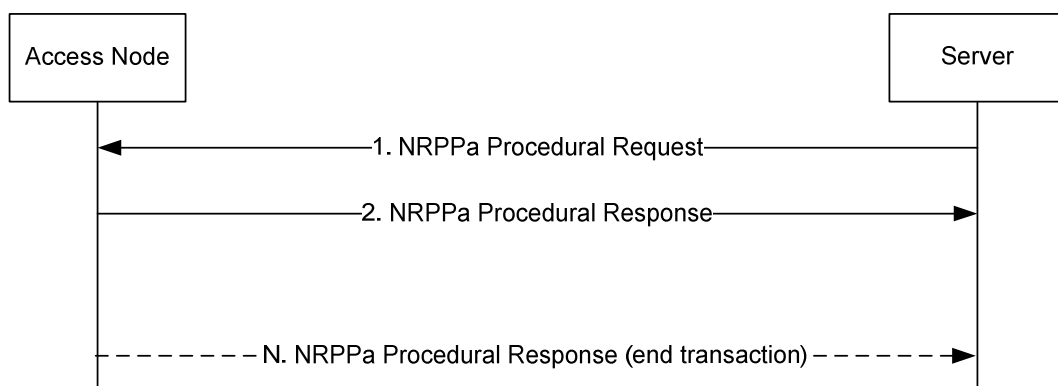 Access Node
Server
1. NRPPa Procedural Request
2. NRPPa Procedural Response
N. NRPPa Procedural Response (end transaction)